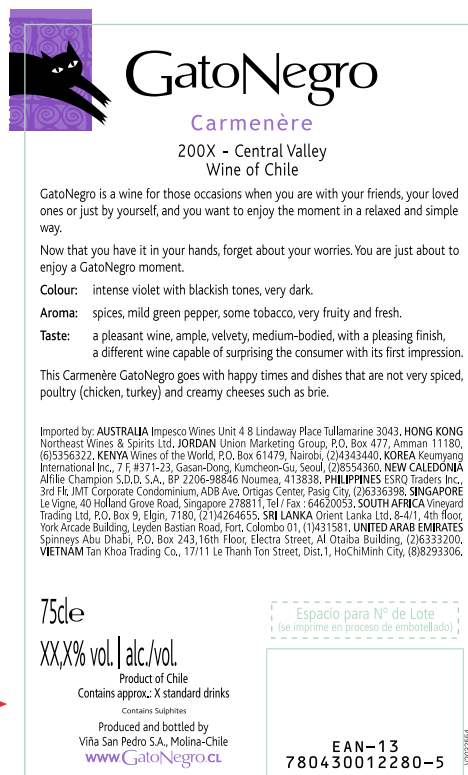 GatoNegro
Carmenère
200X - Central Valley
Wine of Chile
GatoNegro is a wine for those occasions when you are with your friends, your loved
ones or just by yourself, and you want to enjoy the moment in a relaxed and simple
way.
Now that you have it in your hands, forget about your worries. You are just about to
enjoy a GatoNegro moment.
Colour: intense violet with blackish tones, very dark.
Aroma: spices, mild green pepper, some tobacco, very fruity and fresh.
Taste: a pleasant wine, ample, velvety, medium-bodied, with a pleasing finish,
a different wine capable of surprising the consumer with its first impression.
This Carmenère GatoNegro goes with happy times and dishes that are not very spiced,
poultry (chicken, turkey) and creamy cheeses such as brie.
Imported by: AUSTRALIA Impesco Wines Unit 4 8 Lindaway Place Tullamarine 3043. HONG KONG
Northeast Wines & Spirits Ltd. JORDAN Union Marketing Group, P.O. Box 477, Amman 11180,
(6)5356322. KENYA Wines of the World, P.O. Box 61479, Nairobi, (2)4343440. KOREA Keumyang
International Inc., 7 F, #371-23, Gasan-Dong, Kumcheon-Gu, Seoul, (2)8554360. NEW CALEDONIA
Alfilie Champion S.D.D. S.A., BP 2206-98846 Noumea, 413838. PHILIPPINES ESRQ Traders Inc.,
3rd Flr. JMT Corporate Condominium, ADB Ave. Ortigas Center, Pasig City, (2)6336398. SINGAPORE
Le Vigne, 40 Holland Grove Road, Singapore 278811, Tel / Fax : 64620053. SOUTH AFRICA Vineyard
Trading Ltd, P.O. Box 9, Elgin, 7180, (21)4264655. SRI LANKA Orient Lanka Ltd. 8-4/1, 4th floor,
York Arcade Building, Leyden Bastian Road, Fort. Colombo 01, (1)431581. UNITED ARAB EMIRATES
Spinneys Abu Dhabi, P.O. Box 243,16th Floor, Electra Street, Al Otaiba Building, (2)6333200.
VIETNAM Tan Khoa Trading Co., 17/11 Le Thanh Ton Street, Dist.1, HoChiMinh City, (8)8293306.
75cle
XX,X% vol. | alc./vol.
Product of Chile
Contains approx.: X standard drinks
Contains Sulphites
Produced and bottled by
Viña San Pedro S.A., Molina-Chile
www.GatoNegro.CL
Espacio para Nº de Lote
(se imprime en proceso de embotellado)
EAN-13
780430012280-5